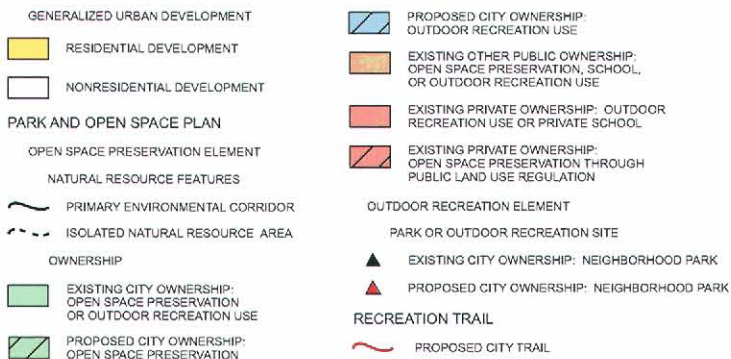 GENERALIZED URBAN DEVELOPMENT
RESIDENTIAL DEVELOPMENT
NONRESIDENTIAL DEVELOPMENT
PARK AND OPEN SPACE PLAN
OPEN SPACE PRESERVATION ELEMENT
NATURAL RESOURCE FEATURES
PRIMARY ENVIRONMENTAL CORRIDOR
ISOLATED NATURAL RESOURCE AREA
OWNERSHIP
EXISTING CITY OWNERSHIP:
OPEN SPACE PRESERVATION
OR OUTDOOR RECREATION USE
PROPOSED CITY OWNERSHIP:
OPEN SPACE PRESERVATION
PROPOSED CITY OWNERSHIP:
OUTDOOR RECREATION USE
EXISTING OTHER PUBLIC OWNERSHIP:
OPEN SPACE PRESERVATION, SCHOOL,
OR OUTDOOR RECREATION USE
EXISTING PRIVATE OWNERSHIP: OUTDOOR
RECREATION USE OR PRIVATE SCHOOL
EXISTING PRIVATE OWNERSHIP:
OPEN SPACE PRESERVATION THROUGH
PUBLIC LAND USE REGULATION
OUTDOOR RECREATION ELEMENT
PARK OR OUTDOOR RECREATION SITE
EXISTING CITY OWNERSHIP: NEIGHBORHOOD PARK
PROPOSED CITY OWNERSHIP: NEIGHBORHOOD PARK
RECREATION TRAIL
PROPOSED CITY TRAIL